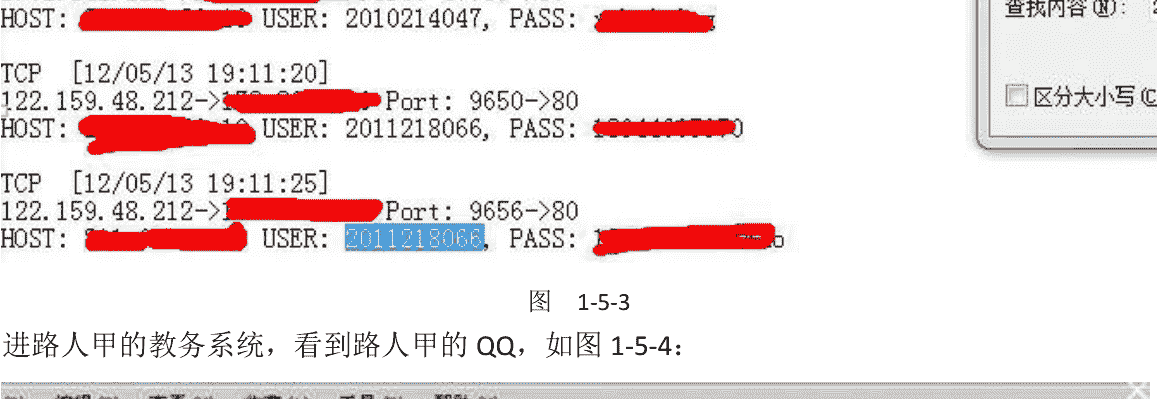 HOST: USER: 2010214047, PASS:
查找内容(N):
TCP [12/05/13 19:11:20]
122.159.48.212-> Port: 9650->80
区分大小写(C
HOST: USER: 2011218066, PASS:
TCP [12/05/13 19:11:25]
122.159.48.212-> Port: 9656->80
HOST: USER: 2011218066, PASS:
图 1-5-3
进路人甲的教务系统，看到路人甲的 QQ，如图 1-5-4：